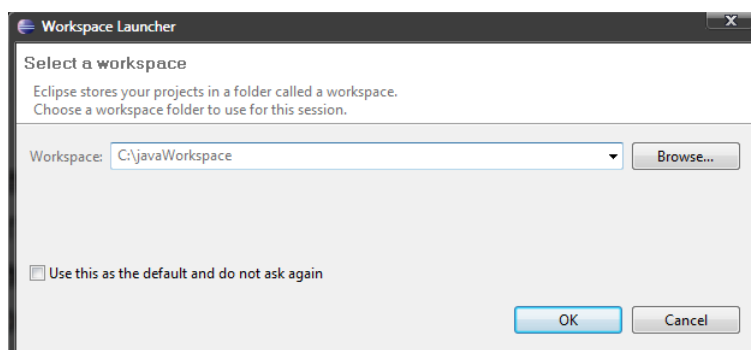 Workspace Launcher
x
Select a workspace
Eclipse stores your projects in a folder called a workspace.
Choose a workspace folder to use for this session.
Workspace: C:\javaWorkspace Browse...
Use this as the default and do not ask again
OK Cancel